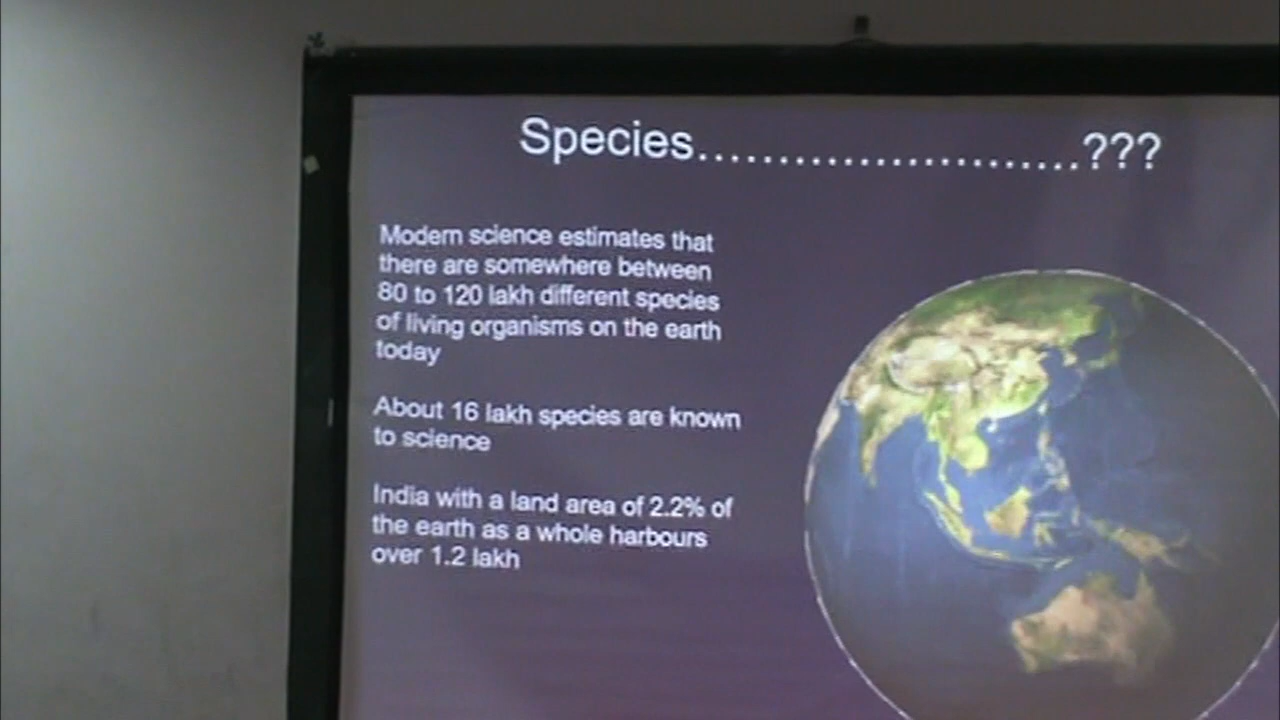 Species........................???
Modern science estimates that
there are somewhere between
80 to 120 lakh different species
of living organisms on the earth
today
About 16 lakh species are known
to science
India with a land area of 2.2% of
the earth as a whole harbours
over 1.2 lakh